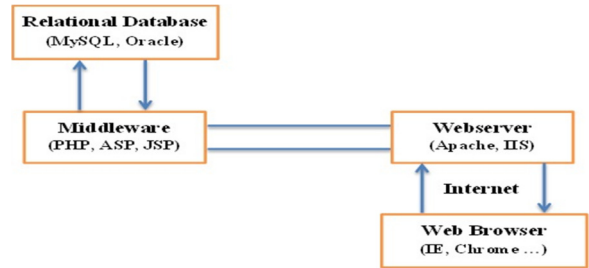 Relational Database
(MySQL, Oracle)
Middleware
(PHP, ASP, JSP)
Webserver
(Apache, IIS)
Internet
Web Browser
(IE, Chrome ...)